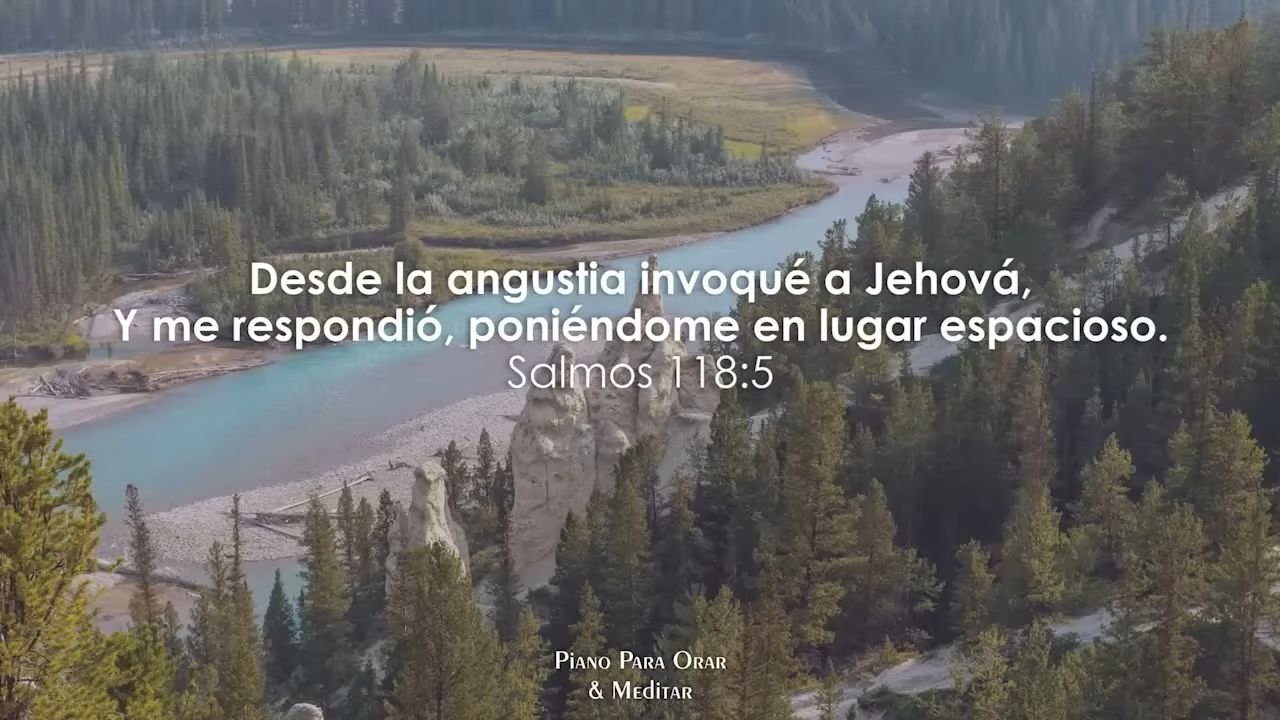 Desde la angustia invoqué a Jehová,
Y me respondió, poniéndome en lugar espacioso.
Salmos 118:5
Piano Para Orar
& Meditar